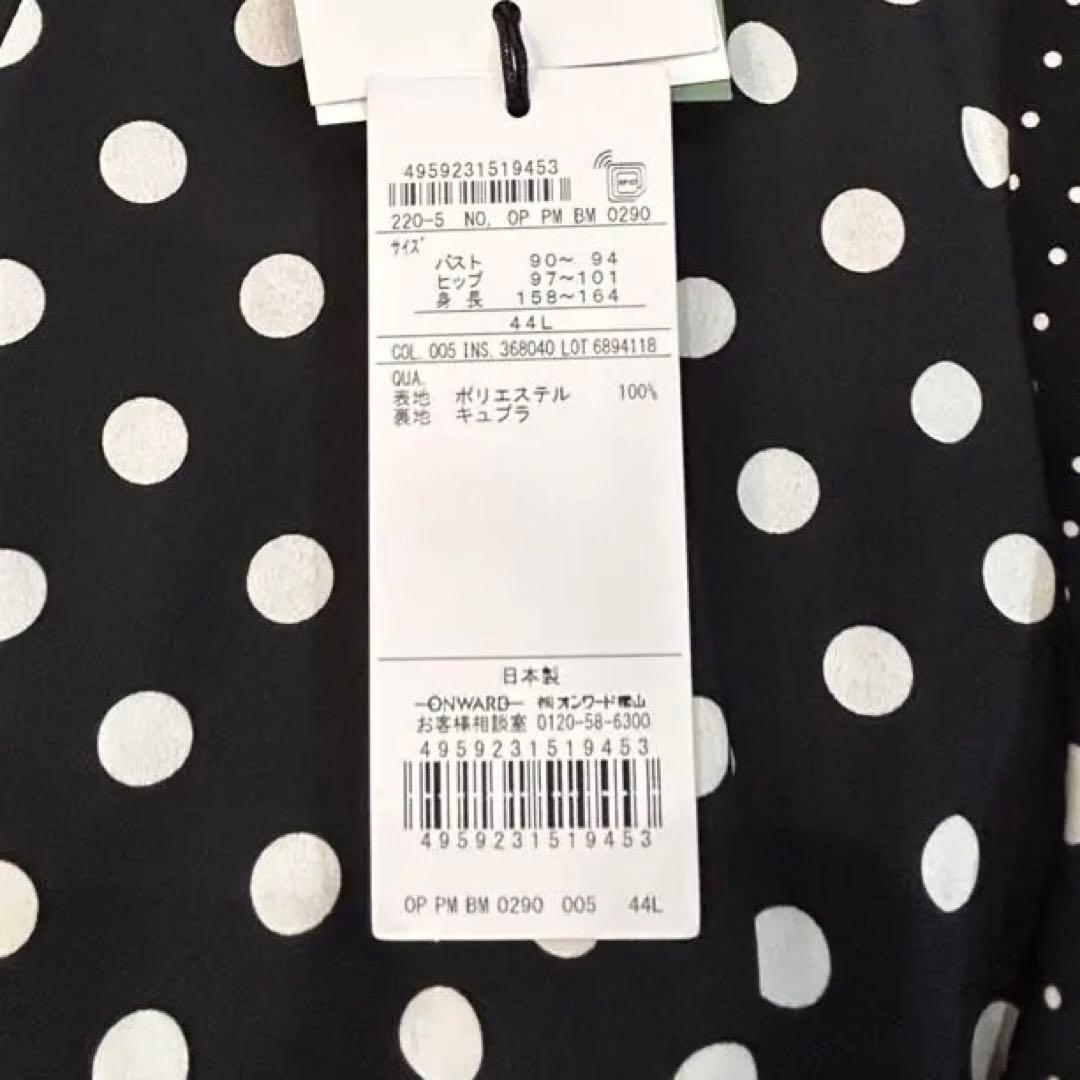 4959231519453
220-5 NO. OP PM BM 0290
サイズ
バスト 90~ 94
ヒップ 97~101
身長 158~164
44L
COL. 005 INS. 368040 LOT 6894118
QUA.
表地 ポリエステル 100%
裏地 キュプラ
日本製
ONWARD ㈱オンワード樫山
お客様相談室 0120-58-6300
4959231519453
4959231519453
OP PM BM 0290 005 44L